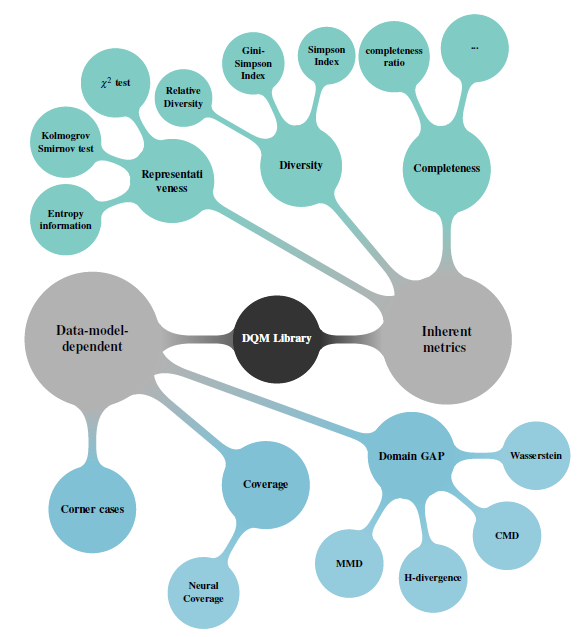 ...
Gini-
Simpson
Index
Simpson
Index
completeness
ratio
χ² test
Relative
Diversity
Kolmogrov
Smirnov test
Representati
veness
Diversity
Completeness
Entropy
information
Data-model-
dependent
DQM Library
Inherent
metrics
Domain GAP
Wasserstein
Coverage
Corner cases
CMD
MMD
H-divergence
Neural
Coverage